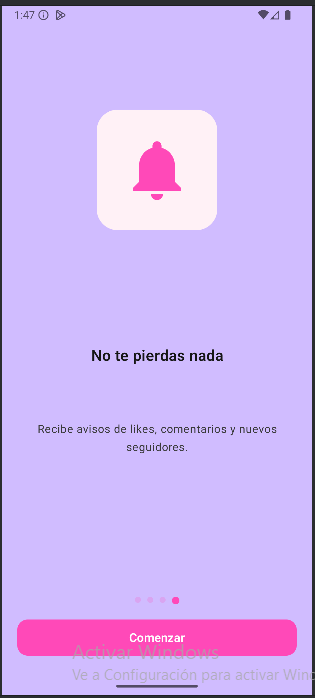 1:47
No te pierdas nada
Recibe avisos de likes, comentarios y nuevos
seguidores.
Comenzar
Activar Windows
Ve a Configuración para activar Wind